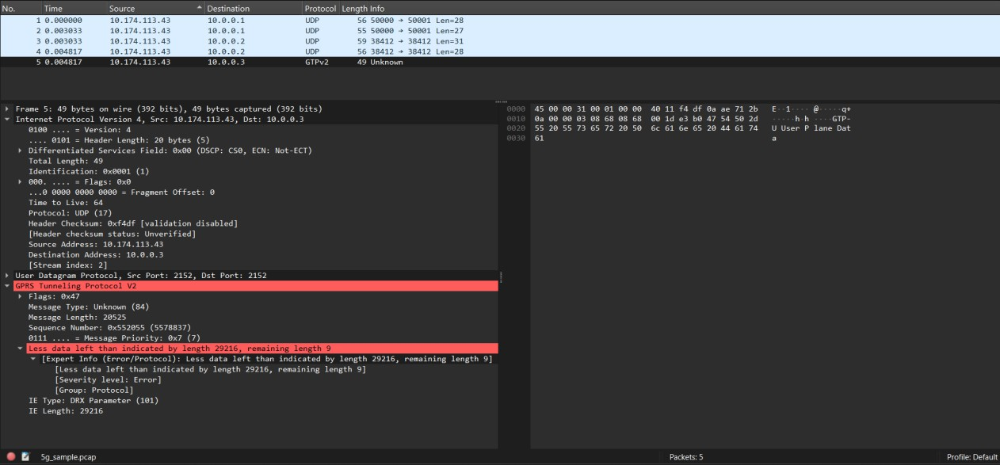 No. Time Source Destination Protocol Length Info
1 0.000000 10.174.113.43 10.0.0.1 UDP 56 50000 → 50001 Len=28
2 0.003033 10.174.113.43 10.0.0.1 UDP 55 50000 → 50001 Len=27
3 0.003033 10.174.113.43 10.0.0.2 UDP 59 38412 → 38412 Len=31
4 0.004817 10.174.113.43 10.0.0.2 UDP 56 38412 → 38412 Len=28
5 0.004817 10.174.113.43 10.0.0.3 GTPv2 49 Unknown
Frame 5: 49 bytes on wire (392 bits), 49 bytes captured (392 bits)
Internet Protocol Version 4, Src: 10.174.113.43, Dst: 10.0.0.3
0100 .... = Version: 4
.... 0101 = Header Length: 20 bytes (5)
Differentiated Services Field: 0x00 (DSCP: CS0, ECN: Not-ECT)
Total Length: 49
Identification: 0x0001 (1)
000. .... = Flags: 0x0
...0 0000 0000 0000 = Fragment Offset: 0
Time to Live: 64
Protocol: UDP (17)
Header Checksum: 0xf4df [validation disabled]
[Header checksum status: Unverified]
Source Address: 10.174.113.43
Destination Address: 10.0.0.3
[Stream index: 2]
User Datagram Protocol, Src Port: 2152, Dst Port: 2152
GPRS Tunneling Protocol V2
Flags: 0x47
Message Type: Unknown (84)
Message Length: 20525
Sequence Number: 0x552055 (5578837)
0111 .... = Message Priority: 0x7 (7)
Less data left than indicated by length 29216, remaining length 9
[Expert Info (Error/Protocol): Less data left than indicated by length 29216, remaining length 9]
[Less data left than indicated by length 29216, remaining length 9]
[Severity level: Error]
[Group: Protocol]
IE Type: DRX Parameter (101)
IE Length: 29216
0000 45 00 00 31 00 01 00 00 40 11 f4 df 0a ae 71 2b E··1···· @·····q+
0010 0a 00 00 03 08 68 08 68 00 1d e3 b0 47 54 50 2d ·····h·h ····GTP-
0020 55 20 55 73 65 72 20 50 6c 61 6e 65 20 44 61 74 U User P lane Dat
0030 61 a
5g_sample.pcap Packets: 5 Profile: Default